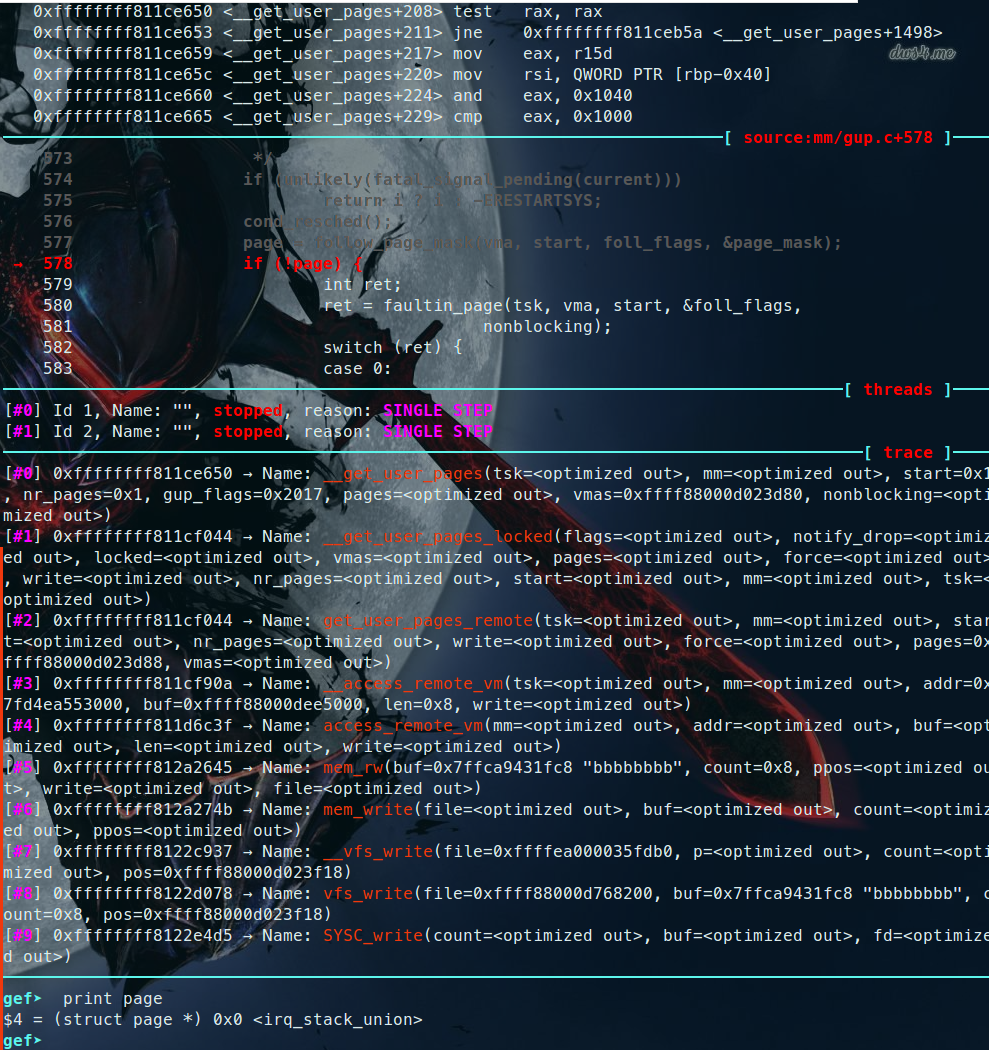 0xffffffff811ce650 <__get_user_pages+208> test   rax, rax
0xffffffff811ce653 <__get_user_pages+211> jne    0xffffffff811ceb5a <__get_user_pages+1498>
0xffffffff811ce659 <__get_user_pages+217> mov    eax, r15d
dws4.me
0xffffffff811ce65c <__get_user_pages+220> mov    rsi, QWORD PTR [rbp-0x40]
0xffffffff811ce660 <__get_user_pages+224> and    eax, 0x1040
0xffffffff811ce665 <__get_user_pages+229> cmp    eax, 0x1000
[ source:mm/gup.c+578 ]
573 */
574 if (unlikely(fatal_signal_pending(current)))
575 return i ? i : -ERESTARTSYS;
576 cond_resched();
577 page = follow_page_mask(vma, start, foll_flags, &page_mask);
→ 578 if (!page) {
579 int ret;
580 ret = faultin_page(tsk, vma, start, &foll_flags,
581 nonblocking);
582 switch (ret) {
583 case 0:
[ threads ]
[#0] Id 1, Name: "", stopped, reason: SINGLE STEP
[#1] Id 2, Name: "", stopped, reason: SINGLE STEP
[ trace ]
[#0] 0xffffffff811ce650 → Name: __get_user_pages(tsk=<optimized out>, mm=<optimized out>, start=0x1
, nr_pages=0x1, gup_flags=0x2017, pages=<optimized out>, vmas=0xffff88000d023d80, nonblocking=<opti
mized out>)
[#1] 0xffffffff811cf044 → Name: __get_user_pages_locked(flags=<optimized out>, notify_drop=<optimiz
ed out>, locked=<optimized out>, vmas=<optimized out>, pages=<optimized out>, force=<optimized out>
, write=<optimized out>, nr_pages=<optimized out>, start=<optimized out>, mm=<optimized out>, tsk=<
optimized out>)
[#2] 0xffffffff811cf044 → Name: get_user_pages_remote(tsk=<optimized out>, mm=<optimized out>, star
t=<optimized out>, nr_pages=<optimized out>, write=<optimized out>, force=<optimized out>, pages=0x
ffff88000d023d88, vmas=<optimized out>)
[#3] 0xffffffff811cf90a → Name: __access_remote_vm(tsk=<optimized out>, mm=<optimized out>, addr=0x
7fd4ea553000, buf=0xffff88000dee5000, len=0x8, write=<optimized out>)
[#4] 0xffffffff811d6c3f → Name: access_remote_vm(mm=<optimized out>, addr=<optimized out>, buf=<opt
imized out>, len=<optimized out>, write=<optimized out>)
[#5] 0xffffffff812a2645 → Name: mem_rw(buf=0x7ffca9431fc8 "bbbbbbbb", count=0x8, ppos=<optimized ou
t>, write=<optimized out>, file=<optimized out>)
[#6] 0xffffffff812a274b → Name: mem_write(file=<optimized out>, buf=<optimized out>, count=<optimiz
ed out>, ppos=<optimized out>)
[#7] 0xffffffff8122c937 → Name: __vfs_write(file=0xffffea000035fdb0, p=<optimized out>, count=<opti
mized out>, pos=0xffff88000d023f18)
[#8] 0xffffffff8122d078 → Name: vfs_write(file=0xffff88000d768200, buf=0x7ffca9431fc8 "bbbbbbbb", c
ount=0x8, pos=0xffff88000d023f18)
[#9] 0xffffffff8122e4d5 → Name: SYSC_write(count=<optimized out>, buf=<optimized out>, fd=<optimize
d out>)
gef➤  print page
$4 = (struct page *) 0x0 <irq_stack_union>
gef➤